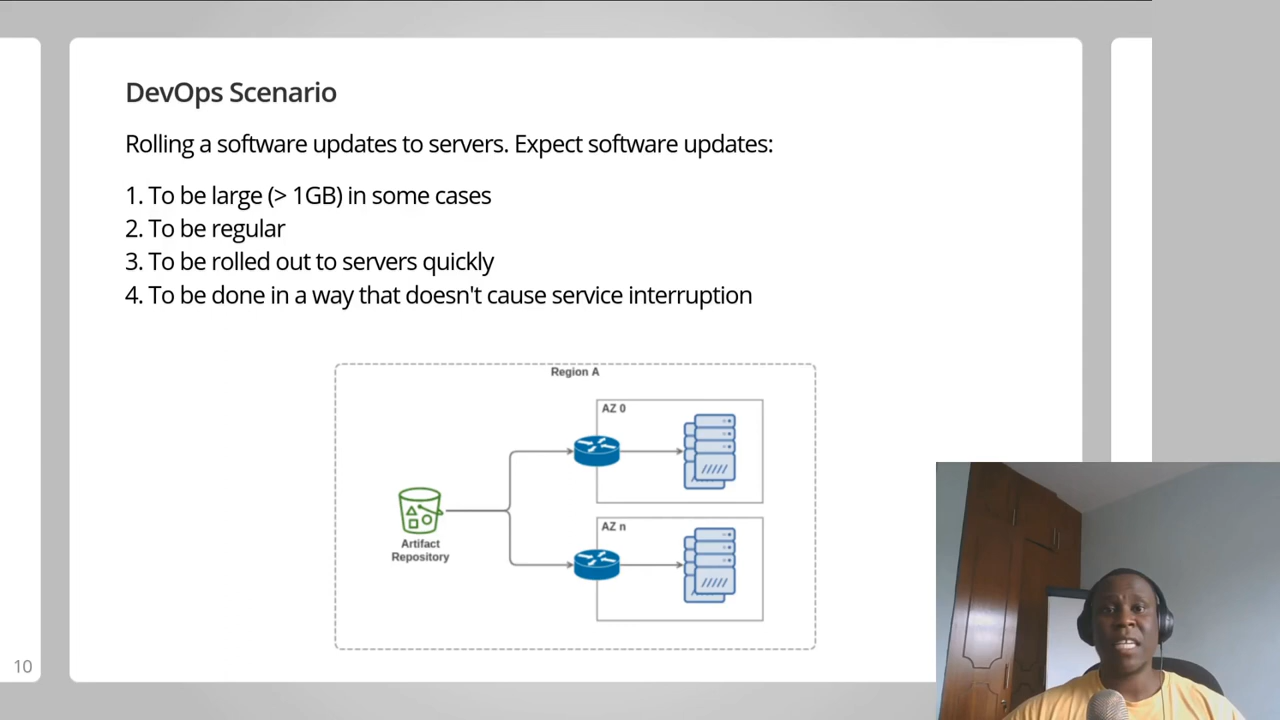 DevOps Scenario
Rolling a software updates to servers. Expect software updates:
1. To be large (> 1GB) in some cases
2. To be regular
3. To be rolled out to servers quickly
4. To be done in a way that doesn't cause service interruption
Region A
AZ 0
Artifact
Repository
AZ n
10